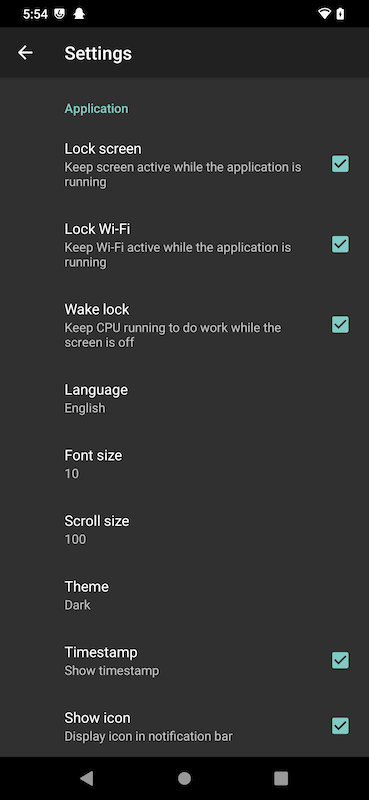 5:54
Settings
Application
Lock screen
Keep screen active while the application is
running
Lock Wi-Fi
Keep Wi-Fi active while the application is
running
Wake lock
Keep CPU running to do work while the
screen is off
Language
English
Font size
10
Scroll size
100
Theme
Dark
Timestamp
Show timestamp
Show icon
Display icon in notification bar